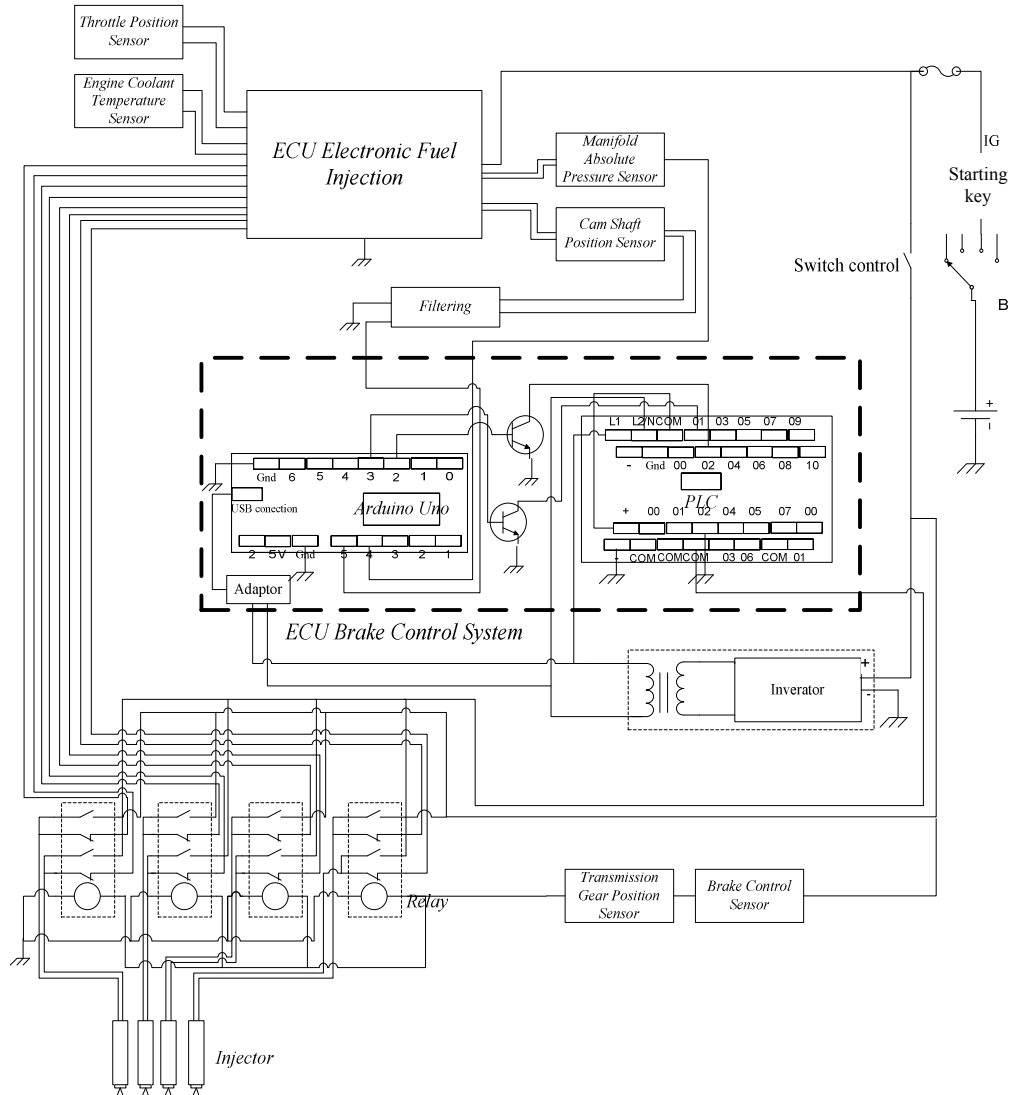 Throttle Position
Sensor
Engine Coolant
Temperature
Sensor
ECU Electronic Fuel
Injection
Manifold
Absolute
Pressure Sensor
Cam Shaft
Position Sensor
IG
Starting
key
Switch control
B
+
-
Filtering
L1 L2/NCOM 01 03 05 07 09
- Gnd 00 02 04 06 08 10
PLC
+ 00 01 02 04 05 07 00
- COM COMCOM 03 06 COM 01
Gnd 6 5 4 3 2 1 0
USB conection
Arduino Uno
2 5V Gnd 5 4 3 2 1
Adaptor
ECU Brake Control System
Inverator
+
-
Relay
Transmission
Gear Position
Sensor
Brake Control
Sensor
Injector